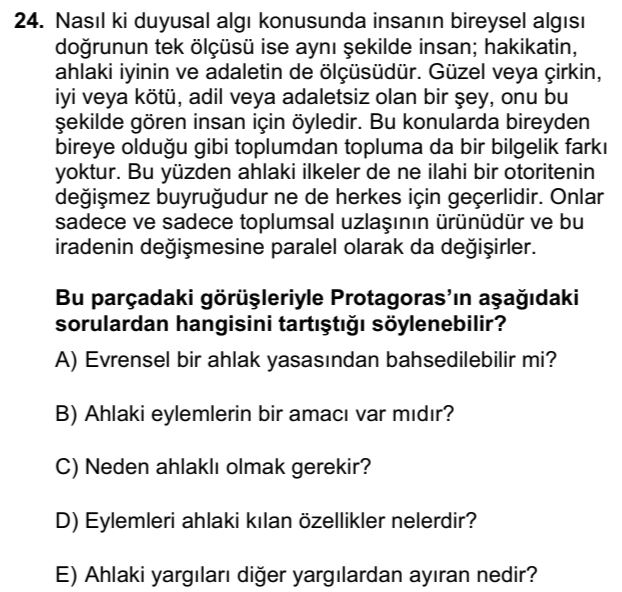 24. Nasıl ki duyusal algı konusunda insanın bireysel algısı
doğrunun tek ölçüsü ise aynı şekilde insan; hakikatin,
ahlaki iyinin ve adaletin de ölçüsüdür. Güzel veya çirkin,
iyi veya kötü, adil veya adaletsiz olan bir şey, onu bu
şekilde gören insan için öyledir. Bu konularda bireyden
bireye olduğu gibi toplumdan topluma da bir bilgelik farkı
yoktur. Bu yüzden ahlaki ilkeler de ne ilahi bir otoritenin
değişmez buyruğudur ne de herkes için geçerlidir. Onlar
sadece ve sadece toplumsal uzlaşının ürünüdür ve bu
iradenin değişmesine paralel olarak da değişirler.
Bu parçadaki görüşleriyle Protagoras'ın aşağıdaki
sorulardan hangisini tartıştığı söylenebilir?
A) Evrensel bir ahlak yasasından bahsedilebilir mi?
B) Ahlaki eylemlerin bir amacı var mıdır?
C) Neden ahlaklı olmak gerekir?
D) Eylemleri ahlaki kılan özellikler nelerdir?
E) Ahlaki yargıları diğer yargılardan ayıran nedir?